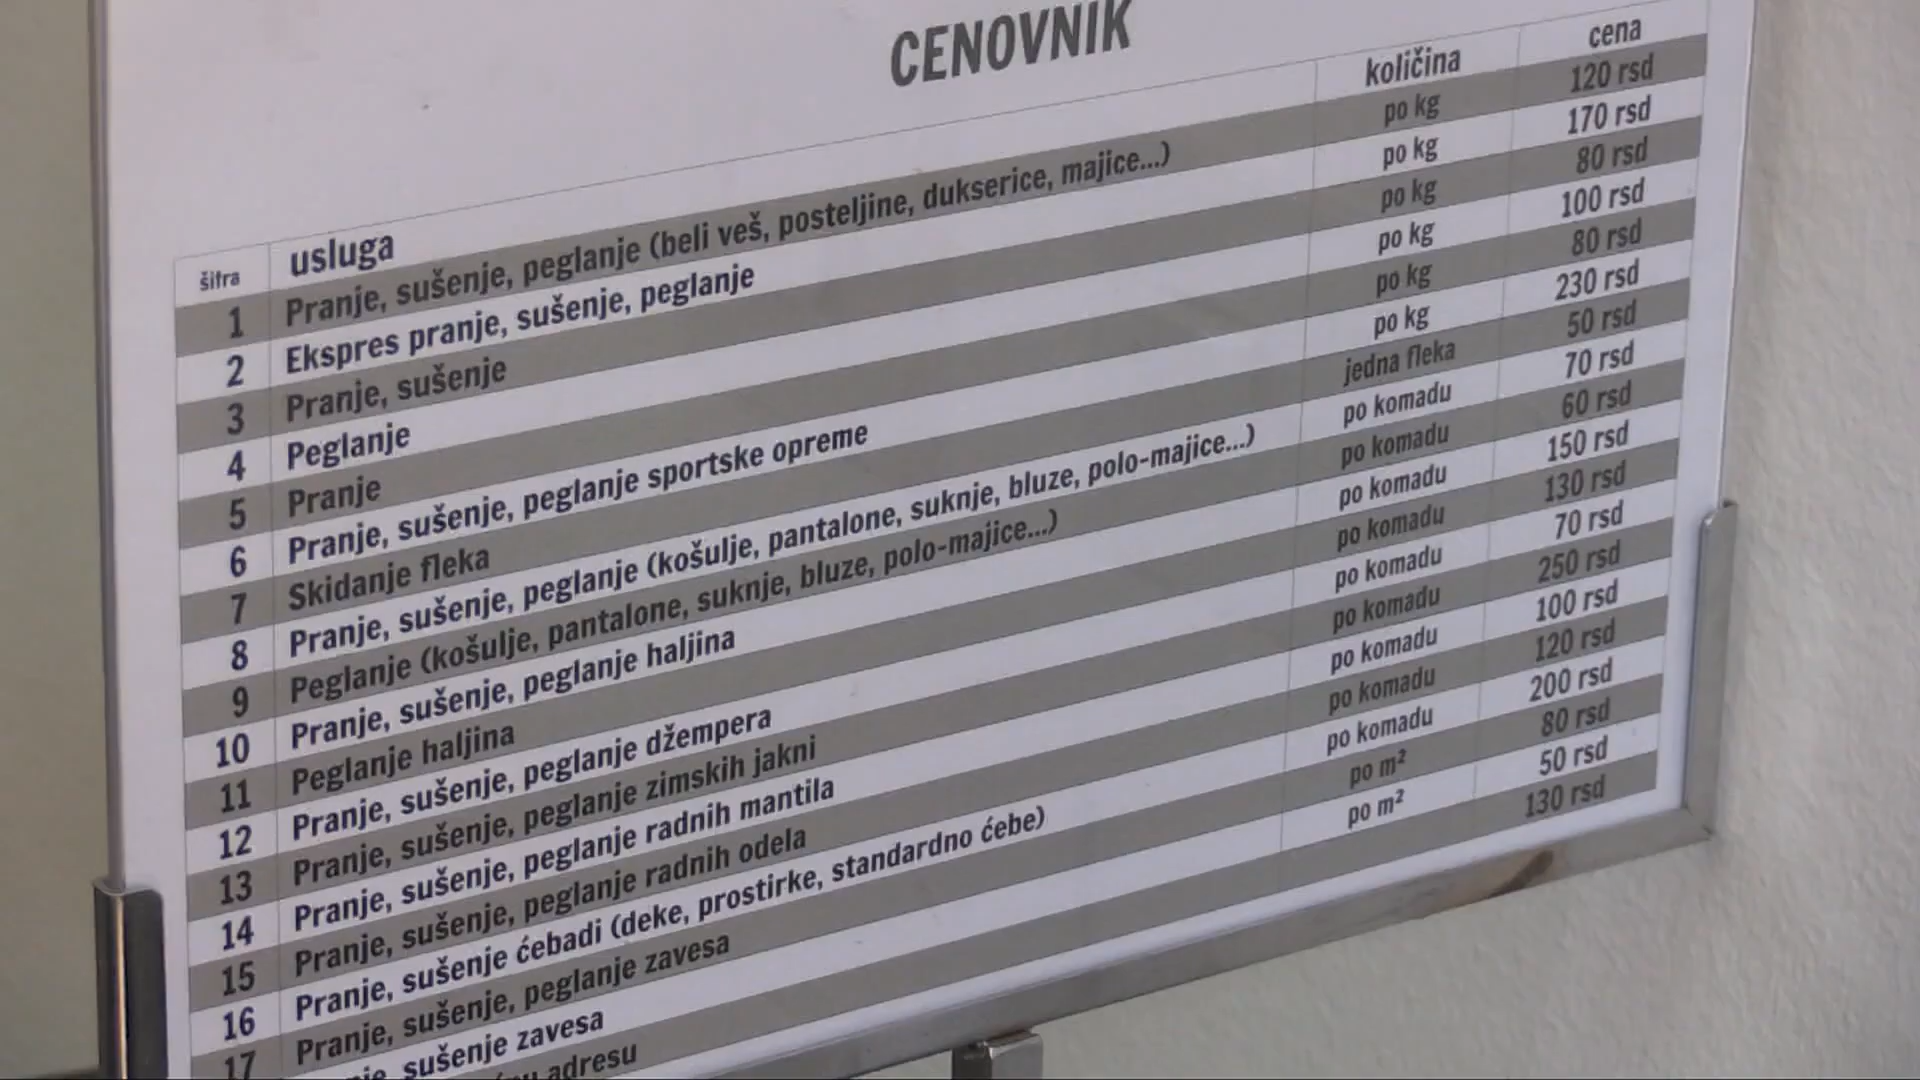 CENOVNIK
šifra usluga količina cena
1 Pranje, sušenje, peglanje (beli veš, posteljine, dukserice, majice...) po kg 120 rsd
2 Ekspres pranje, sušenje, peglanje po kg 170 rsd
3 Pranje, sušenje po kg 80 rsd
4 Peglanje po kg 100 rsd
5 Pranje po kg 80 rsd
6 Pranje, sušenje, peglanje sportske opreme po kg 230 rsd
7 Skidanje fleka jedna fleka 50 rsd
8 Pranje, sušenje, peglanje (košulje, pantalone, suknje, bluze, polo-majice...) po komadu 70 rsd
9 Peglanje (košulje, pantalone, suknje, bluze, polo-majice...) po komadu 60 rsd
10 Pranje, sušenje, peglanje haljina po komadu 150 rsd
11 Peglanje haljina po komadu 130 rsd
12 Pranje, sušenje, peglanje džempera po komadu 70 rsd
13 Pranje, sušenje, peglanje zimskih jakni po komadu 250 rsd
14 Pranje, sušenje, peglanje radnih mantila po komadu 100 rsd
15 Pranje, sušenje, peglanje radnih odela po komadu 120 rsd
16 Pranje, sušenje ćebadi (deke, prostirke, standardno ćebe) po komadu 200 rsd
17 Pranje, sušenje, peglanje zavesa po m² 80 rsd
sušenje zavesa po m² 50 rsd
adresu 130 rsd